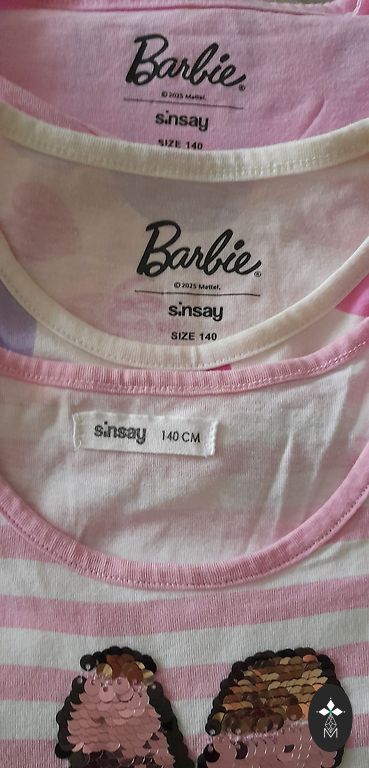 Barbie
© 2025 Mattel.
sinsay
SIZE 140
Barbie
© 2025 Mattel.
sinsay
SIZE 140
sinsay 140 CM
M